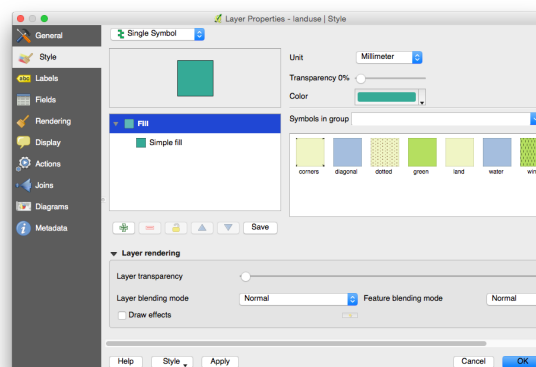 Layer Properties - landuse | Style
General
Style
abc Labels
Fields
Rendering
Display
Actions
Joins
Diagrams
Metadata
Single Symbol
Unit Millimeter
Transparency 0%
Color
Fill
Simple fill
Symbols in group
corners diagonal dotted green land water
Save
Layer rendering
Layer transparency
Layer blending mode Normal Feature blending mode Normal
Draw effects
Help Style Apply Cancel OK